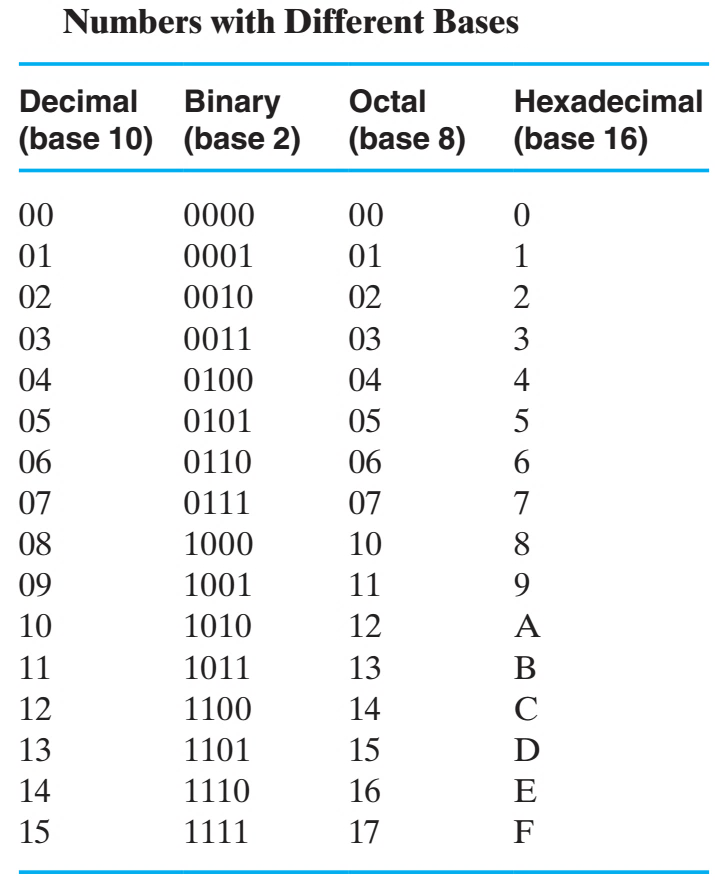 Numbers with Different Bases
Decimal Binary Octal Hexadecimal
(base 10) (base 2) (base 8) (base 16)
00 0000 00 0
01 0001 01 1
02 0010 02 2
03 0011 03 3
04 0100 04 4
05 0101 05 5
06 0110 06 6
07 0111 07 7
08 1000 10 8
09 1001 11 9
10 1010 12 A
11 1011 13 B
12 1100 14 C
13 1101 15 D
14 1110 16 E
15 1111 17 F